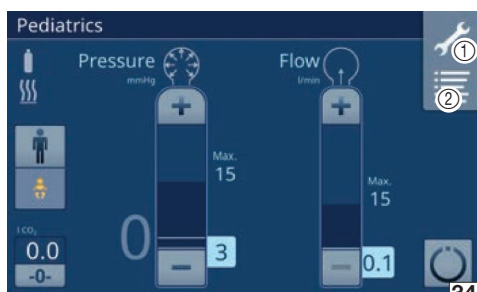 Pediatrics
Pressure
mmHg
Flow
l/min
①
②
+
+
Max.
15
Max.
15
l CO₂
0.0
-0-
0
3
−
0.1
−
34